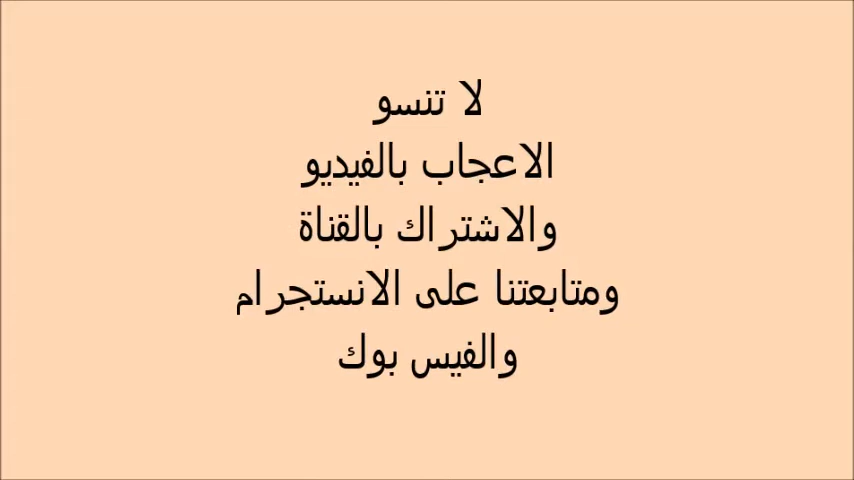 لا تنسو
الاعجاب بالفيديو
والاشتراك بالقناة
ومتابعتنا على الانستجرام
والفيس بوك